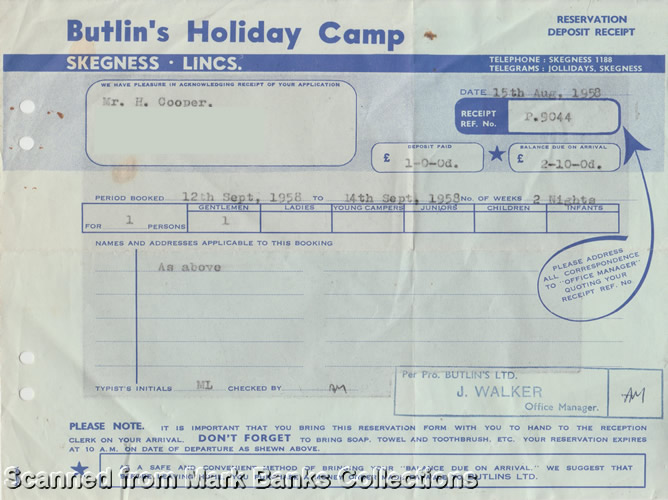 Butlin's Holiday Camp
RESERVATION
DEPOSIT RECEIPT
SKEGNESS · LINCS.
TELEPHONE : SKEGNESS 1188
TELEGRAMS : JOLLIDAYS, SKEGNESS
WE HAVE PLEASURE IN ACKNOWLEDGING RECEIPT OF YOUR APPLICATION
Mr. H. Cooper.
DATE 15th Aug, 1958
RECEIPT REF. No. P.9044
DEPOSIT PAID
£ 1-0-0d.
BALANCE DUE ON ARRIVAL
£ 2-10-0d.
PERIOD BOOKED 12th Sept, 1958 TO 14th Sept, 1958 No. OF WEEKS 2 Nights
GENTLEMEN LADIES YOUNG CAMPERS JUNIORS CHILDREN INFANTS
FOR 1 PERSONS 1
NAMES AND ADDRESSES APPLICABLE TO THIS BOOKING
As above
PLEASE ADDRESS
ALL CORRESPONDENCE
TO "OFFICE MANAGER"
QUOTING YOUR
RECEIPT REF. No.
TYPIST'S INITIALS ML CHECKED BY
Per Pro. BUTLIN'S LTD.
J. WALKER
Office Manager.
PLEASE NOTE. IT IS IMPORTANT THAT YOU BRING THIS RESERVATION FORM WITH YOU TO HAND TO THE RECEPTION
CLERK ON YOUR ARRIVAL. DON'T FORGET TO BRING SOAP, TOWEL AND TOOTHBRUSH, ETC. YOUR RESERVATION EXPIRES
AT 10 A.M. ON DATE OF DEPARTURE AS SHEWN ABOVE.
AS A SAFE AND CONVENIENT METHOD OF BRINGING YOUR "BALANCE DUE ON ARRIVAL," WE SUGGEST THAT
BUTLINS LTD.
Scanned from Mark Banks Collections